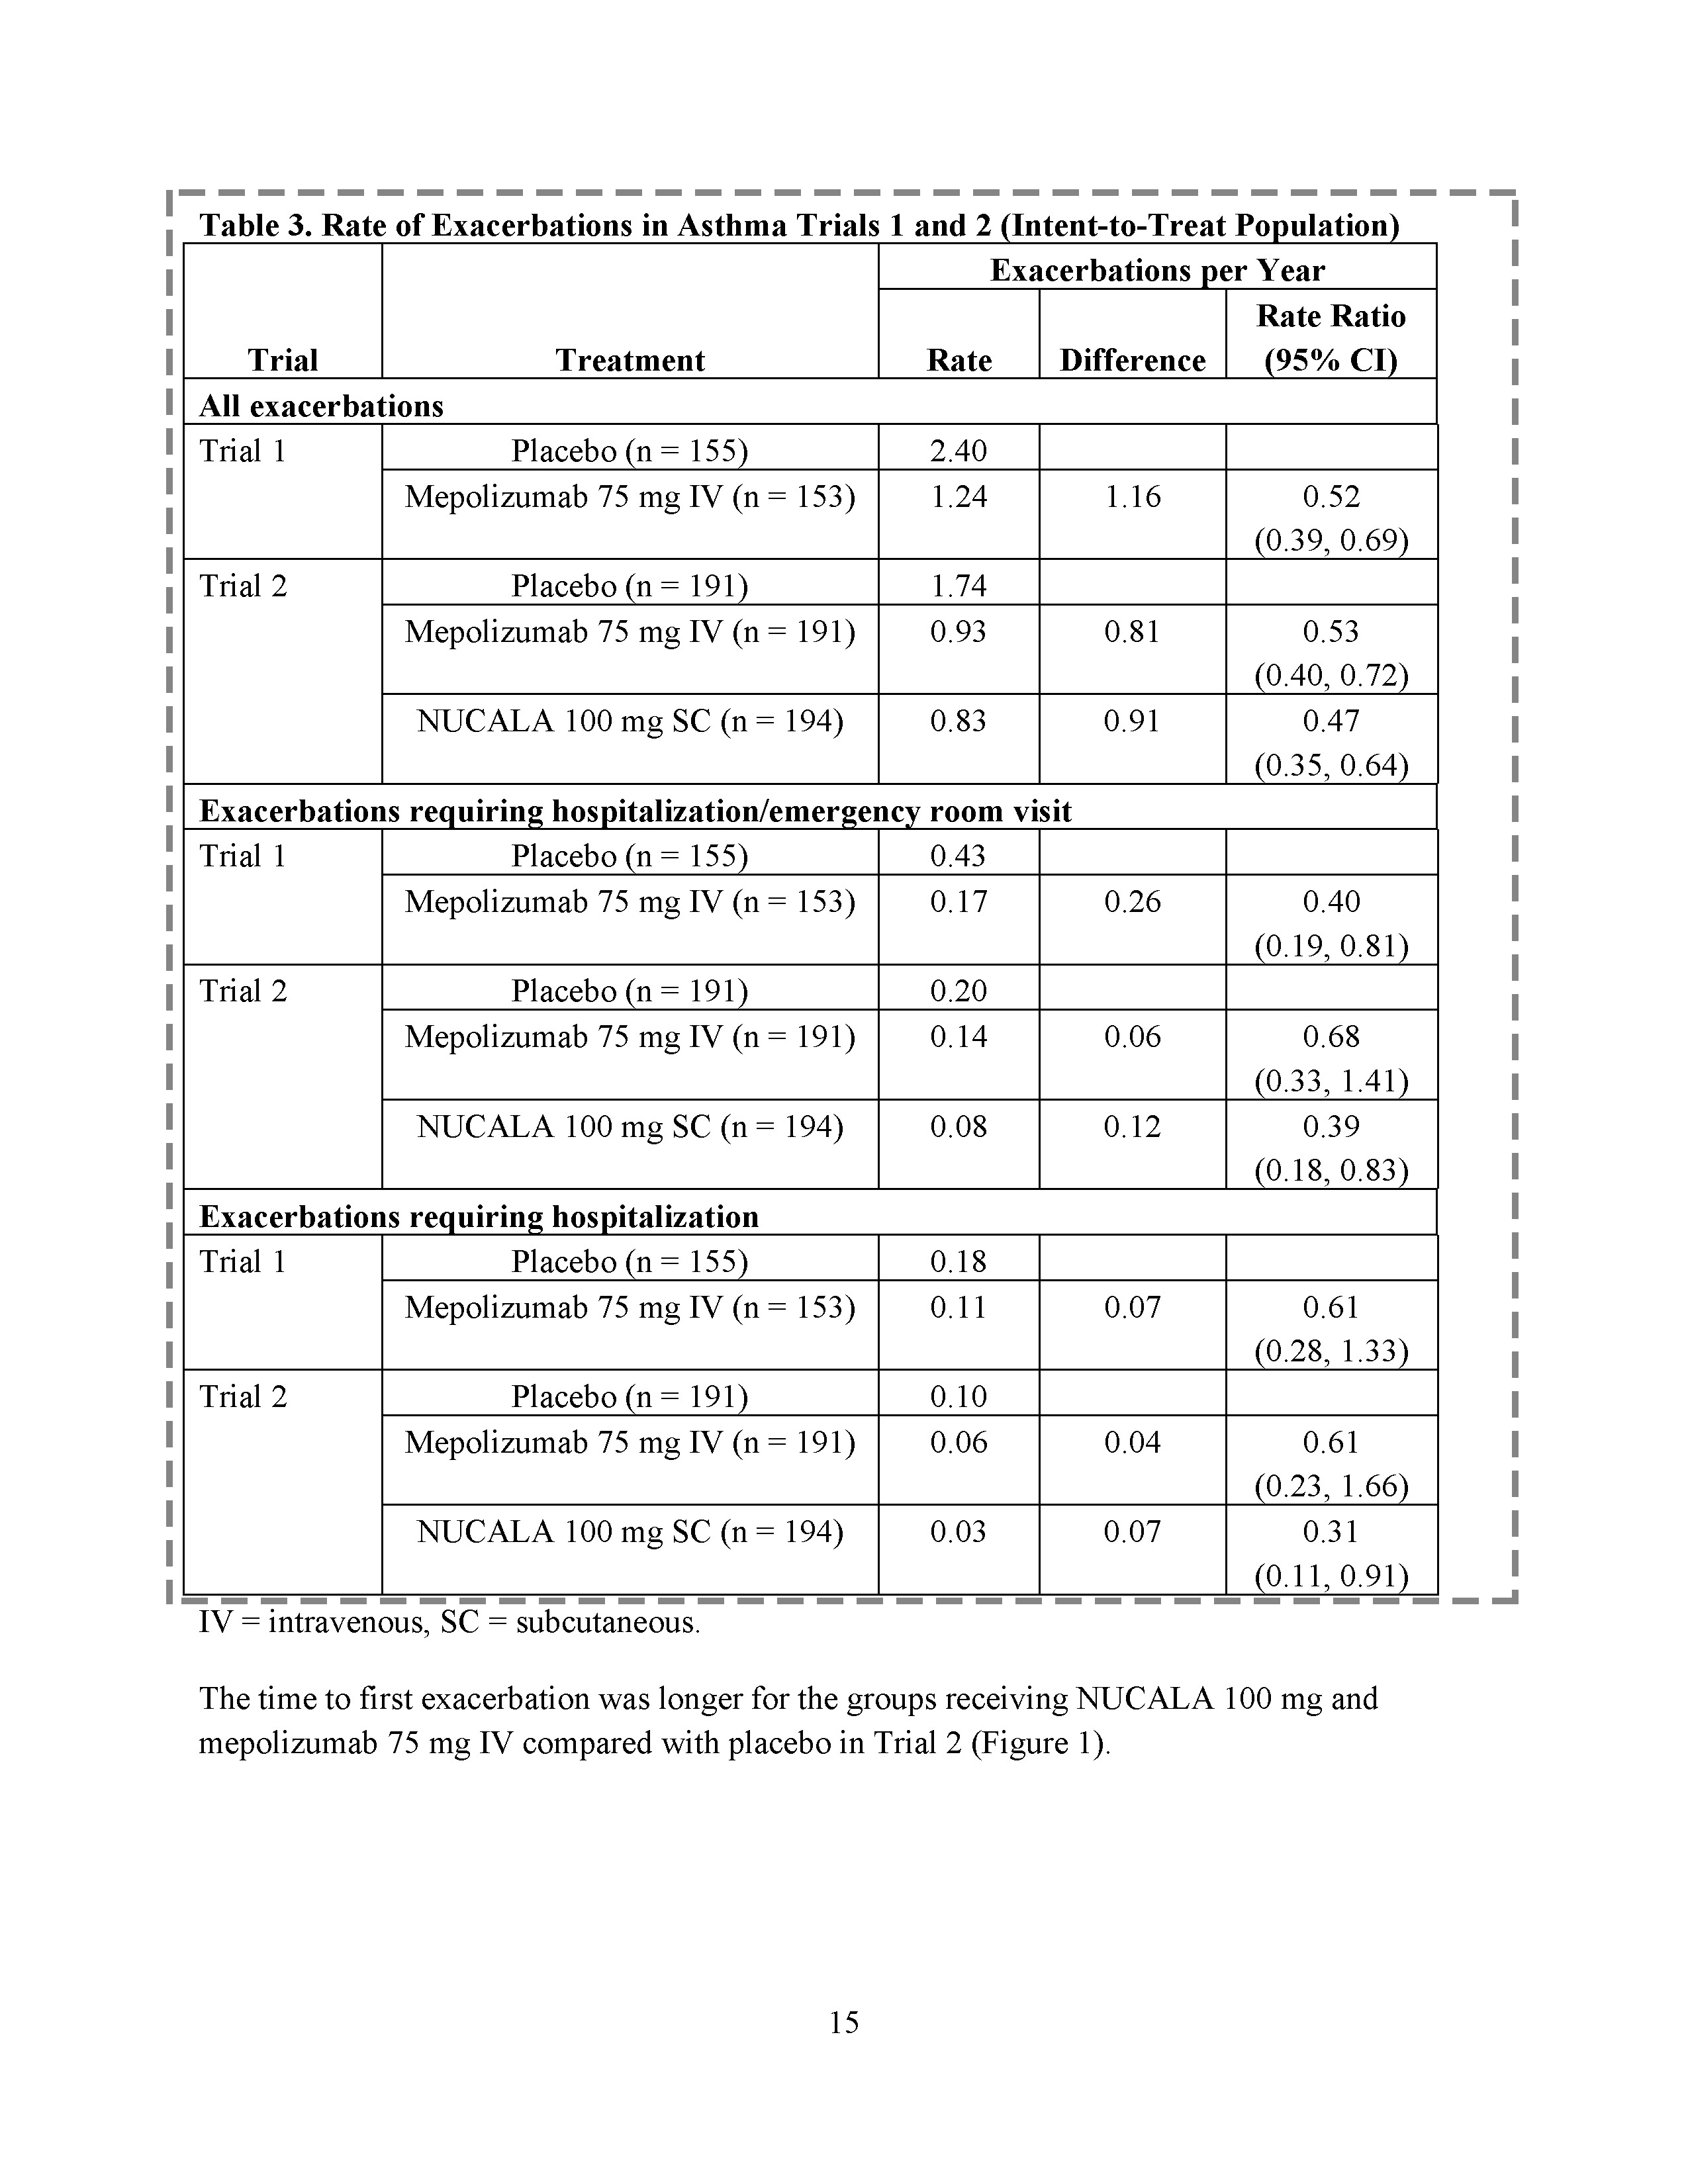 Table 3. Rate of Exacerbations in Asthma Trials 1 and 2 (Intent-to-Treat Population)
Exacerbations per Year
Trial Treatment Rate Difference Rate Ratio
(95% CI)
All exacerbations
Trial 1 Placebo (n = 155) 2.40
Mepolizumab 75 mg IV (n = 153) 1.24 1.16 0.52
(0.39, 0.69)
Trial 2 Placebo (n = 191) 1.74
Mepolizumab 75 mg IV (n = 191) 0.93 0.81 0.53
(0.40, 0.72)
NUCALA 100 mg SC (n = 194) 0.83 0.91 0.47
(0.35, 0.64)
Exacerbations requiring hospitalization/emergency room visit
Trial 1 Placebo (n = 155) 0.43
Mepolizumab 75 mg IV (n = 153) 0.17 0.26 0.40
(0.19, 0.81)
Trial 2 Placebo (n = 191) 0.20
Mepolizumab 75 mg IV (n = 191) 0.14 0.06 0.68
(0.33, 1.41)
NUCALA 100 mg SC (n = 194) 0.08 0.12 0.39
(0.18, 0.83)
Exacerbations requiring hospitalization
Trial 1 Placebo (n = 155) 0.18
Mepolizumab 75 mg IV (n = 153) 0.11 0.07 0.61
(0.28, 1.33)
Trial 2 Placebo (n = 191) 0.10
Mepolizumab 75 mg IV (n = 191) 0.06 0.04 0.61
(0.23, 1.66)
NUCALA 100 mg SC (n = 194) 0.03 0.07 0.31
(0.11, 0.91)
IV = intravenous, SC = subcutaneous.
The time to first exacerbation was longer for the groups receiving NUCALA 100 mg and
mepolizumab 75 mg IV compared with placebo in Trial 2 (Figure 1).
15